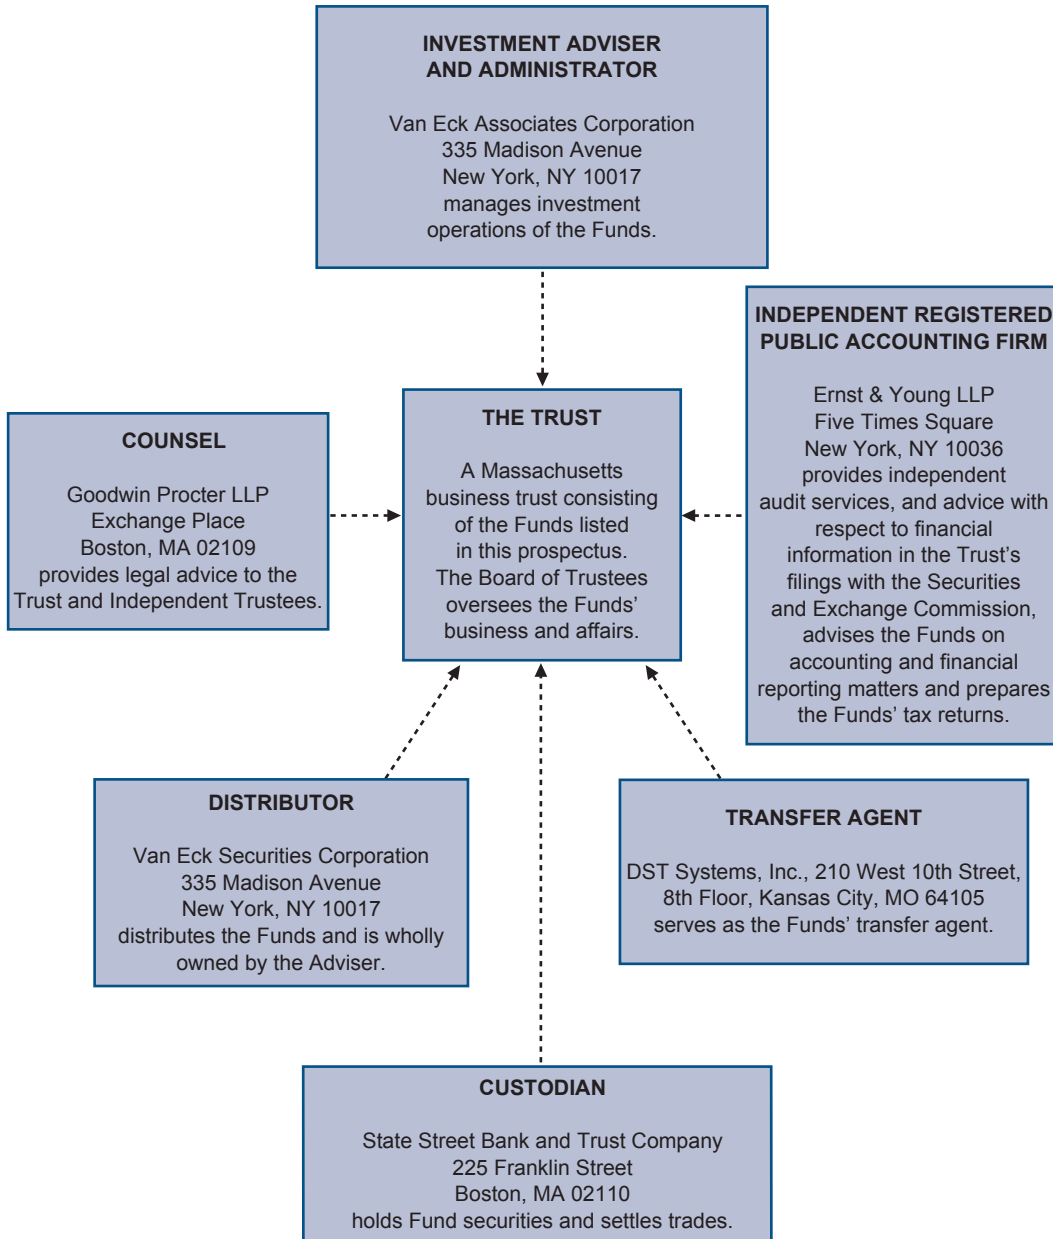 INVESTMENT ADVISER
AND ADMINISTRATOR
Van Eck Associates Corporation
335 Madison Avenue
New York, NY 10017
manages investment
operations of the Funds.
INDEPENDENT REGISTERED
PUBLIC ACCOUNTING FIRM
Ernst & Young LLP
Five Times Square
New York, NY 10036
provides independent
audit services, and advice with
respect to financial
information in the Trust’s
filings with the Securities
and Exchange Commission,
advises the Funds on
accounting and financial
reporting matters and prepares
the Funds’ tax returns.
THE TRUST
A Massachusetts
business trust consisting
of the Funds listed
in this prospectus.
The Board of Trustees
oversees the Funds’
business and affairs.
COUNSEL
Goodwin Procter LLP
Exchange Place
Boston, MA 02109
provides legal advice to the
Trust and Independent Trustees.
DISTRIBUTOR
Van Eck Securities Corporation
335 Madison Avenue
New York, NY 10017
distributes the Funds and is wholly
owned by the Adviser.
TRANSFER AGENT
DST Systems, Inc., 210 West 10th Street,
8th Floor, Kansas City, MO 64105
serves as the Funds’ transfer agent.
CUSTODIAN
State Street Bank and Trust Company
225 Franklin Street
Boston, MA 02110
holds Fund securities and settles trades.